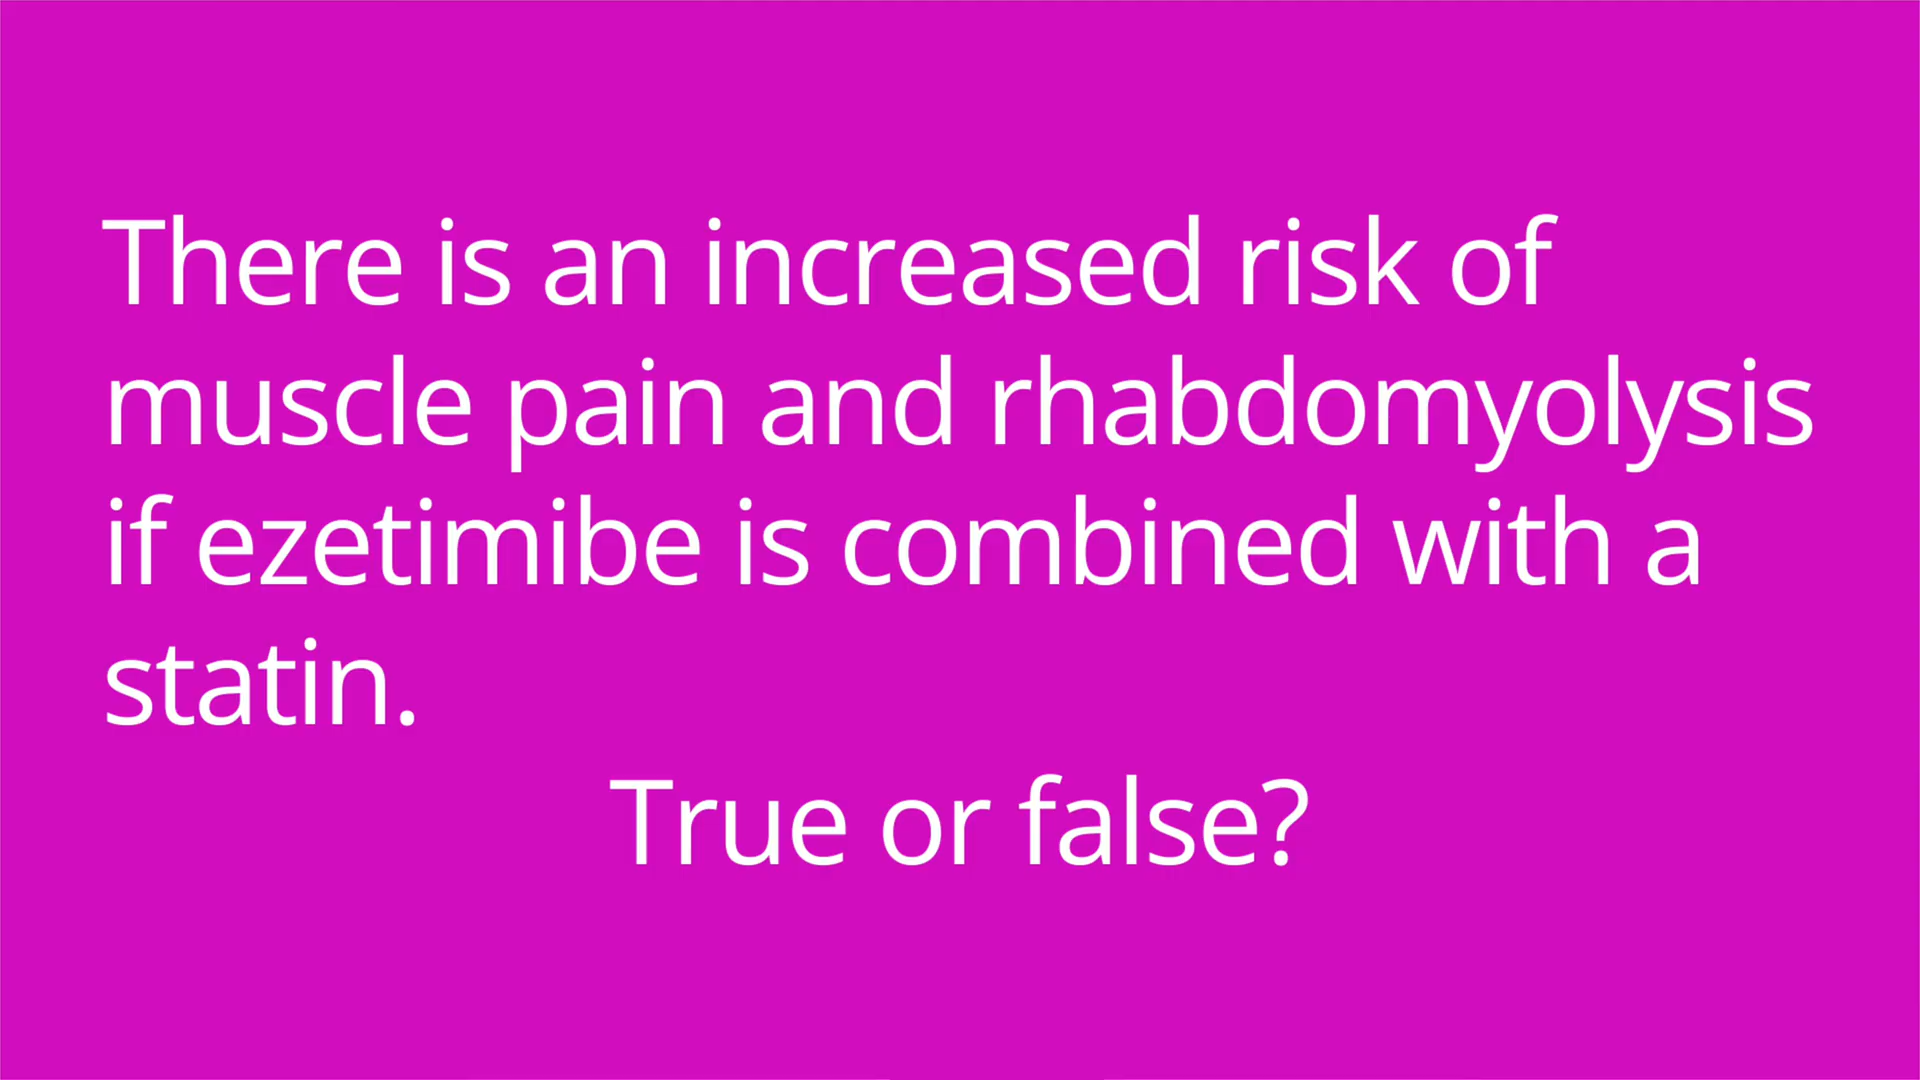 There is an increased risk of
muscle pain and rhabdomyolysis
if ezetimibe is combined with a
statin.
True or false?